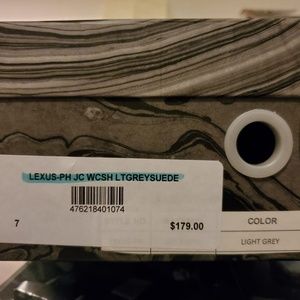 LEXUS-PH JC WCSH LTGREYSUEDE
476218401074
7
$179.00
COLOR
LIGHT GREY